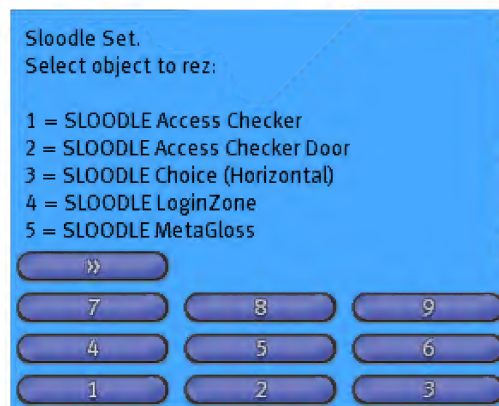 Sloodle Set.
Select object to rez:
1 = SLOODLE Access Checker
2 = SLOODLE Access Checker Door
3 = SLOODLE Choice (Horizontal)
4 = SLOODLE LoginZone
5 = SLOODLE MetaGloss
»
7 8 9
4 5 6
1 2 3